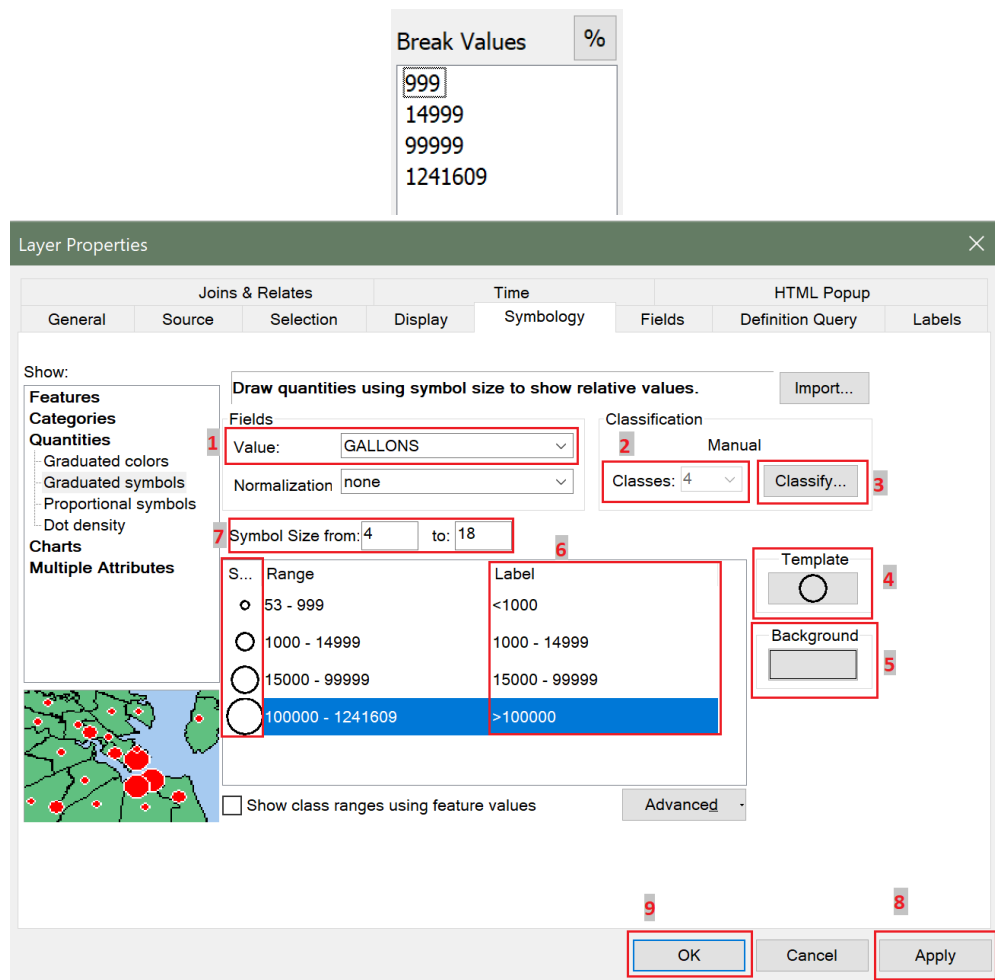 Break Values %
999
14999
99999
1241609
Layer Properties
Joins & Relates Time HTML Popup
General Source Selection Display Symbology Fields Definition Query Labels
Show:
Features
Categories
Quantities
Graduated colors
Graduated symbols
Proportional symbols
Dot density
Charts
Multiple Attributes
Draw quantities using symbol size to show relative values. Import...
Fields
1 Value: GALLONS
Normalization none
Classification
2 Manual
Classes: 4 Classify... 3
7 Symbol Size from: 4 to: 18 6
S... Range Label
53 - 999 <1000
1000 - 14999 1000 - 14999
15000 - 99999 15000 - 99999
100000 - 1241609 >100000
Template
4
Background
5
Show class ranges using feature values Advanced
9 8
OK Cancel Apply